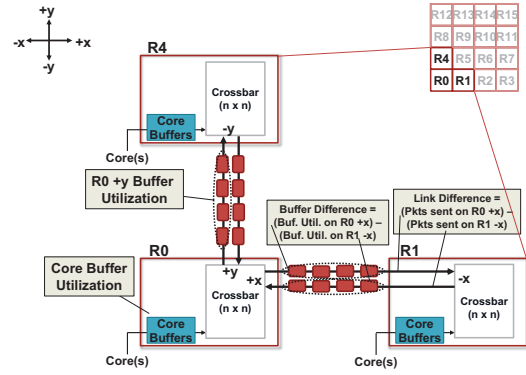 +y
-x
+x
-y
R12 R13 R14 R15
R8 R9 R10 R11
R4 R5 R6 R7
R0 R1 R2 R3
R4
Crossbar
(n x n)
-y
Core
Buffers
Core(s)
R0 +y Buffer
Utilization
Buffer Difference =
(Buf. Util. on R0 +x) –
(Buf. Util. on R1 -x)
Link Difference =
(Pkts sent on R0 +x) –
(Pkts sent on R1 -x)
Core Buffer
Utilization
R0
+y
+x
Crossbar
(n x n)
Core
Buffers
Core(s)
R1
-x
Crossbar
(n x n)
Core
Buffers
Core(s)